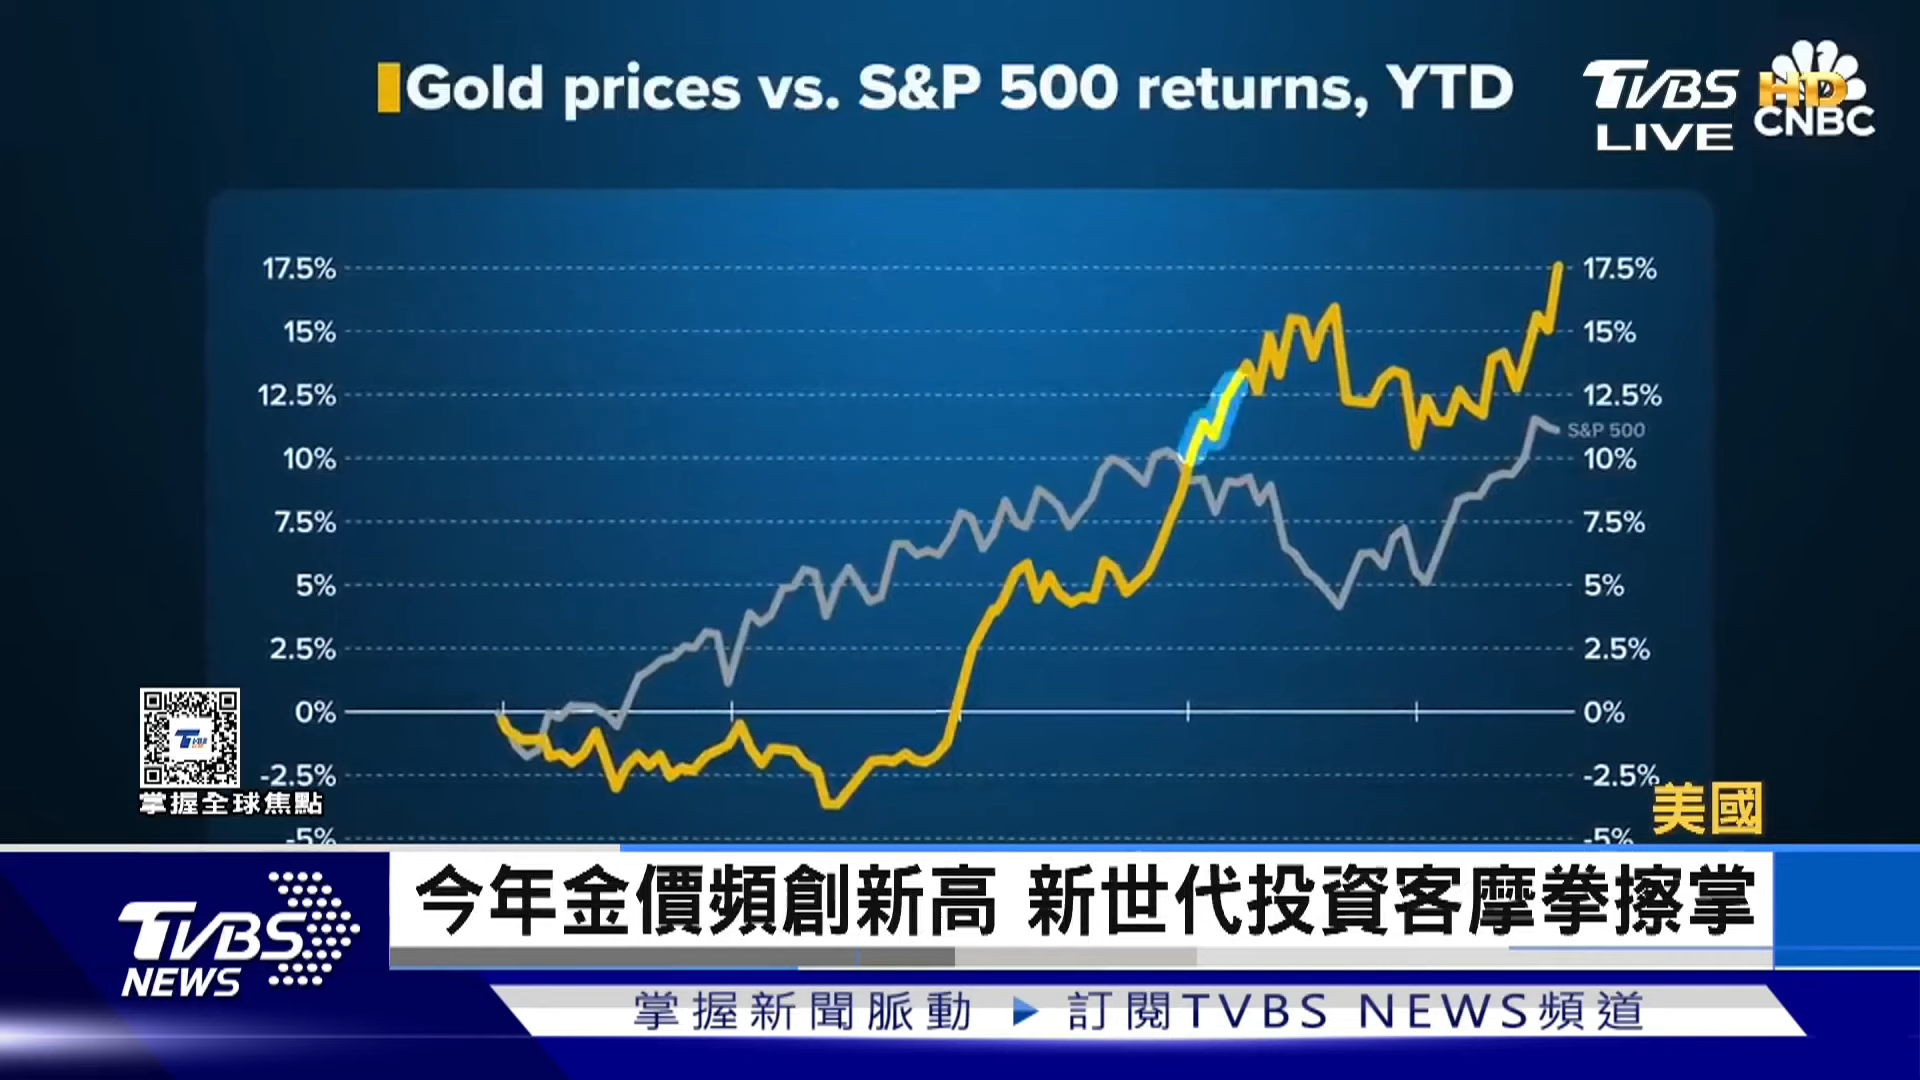 Gold prices vs. S&P 500 returns, YTD
TVBS HD
LIVE
CNBC
17.5%
15%
12.5%
10%
7.5%
5%
2.5%
0%
-2.5%
-5%
17.5%
15%
12.5%
S&P 500
10%
7.5%
5%
2.5%
0%
-2.5%
-5%
TVBS
掌握全球焦點
美國
今年金價頻創新高 新世代投資客摩拳擦掌
TVBS
NEWS
掌握新聞脈動 ▶ 訂閱TVBS NEWS頻道